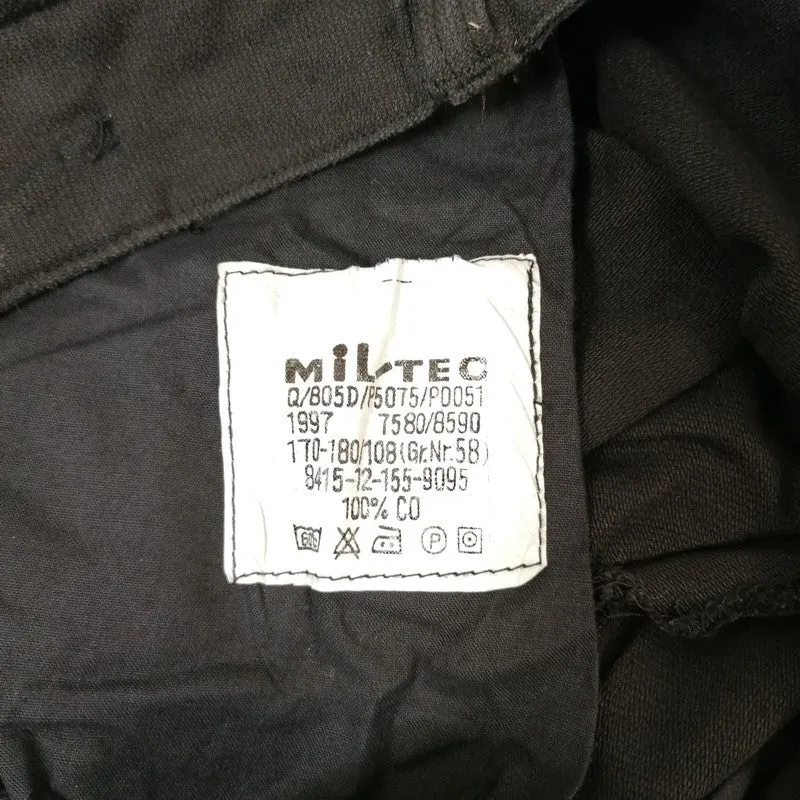 MiL-TEC
Q/805D/P5075/P0051
1997 7580/8590
170-180/108(Gr.Nr.58)
8415-12-155-9095
100% CO
60 P